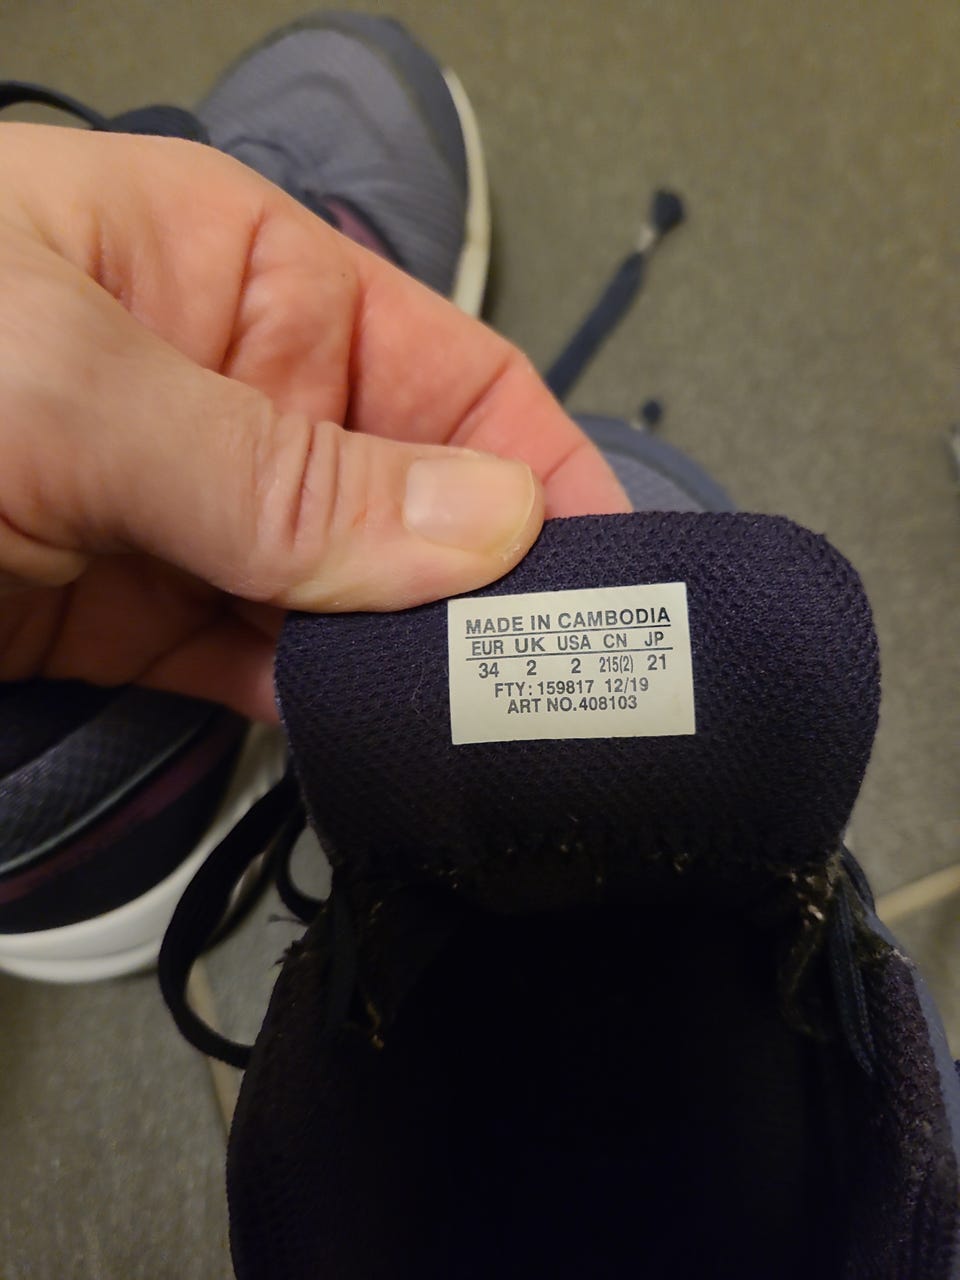 MADE IN CAMBODIA
EUR UK USA CN JP
34 2 2 215(2) 21
FTY: 159817 12/19
ART NO.408103